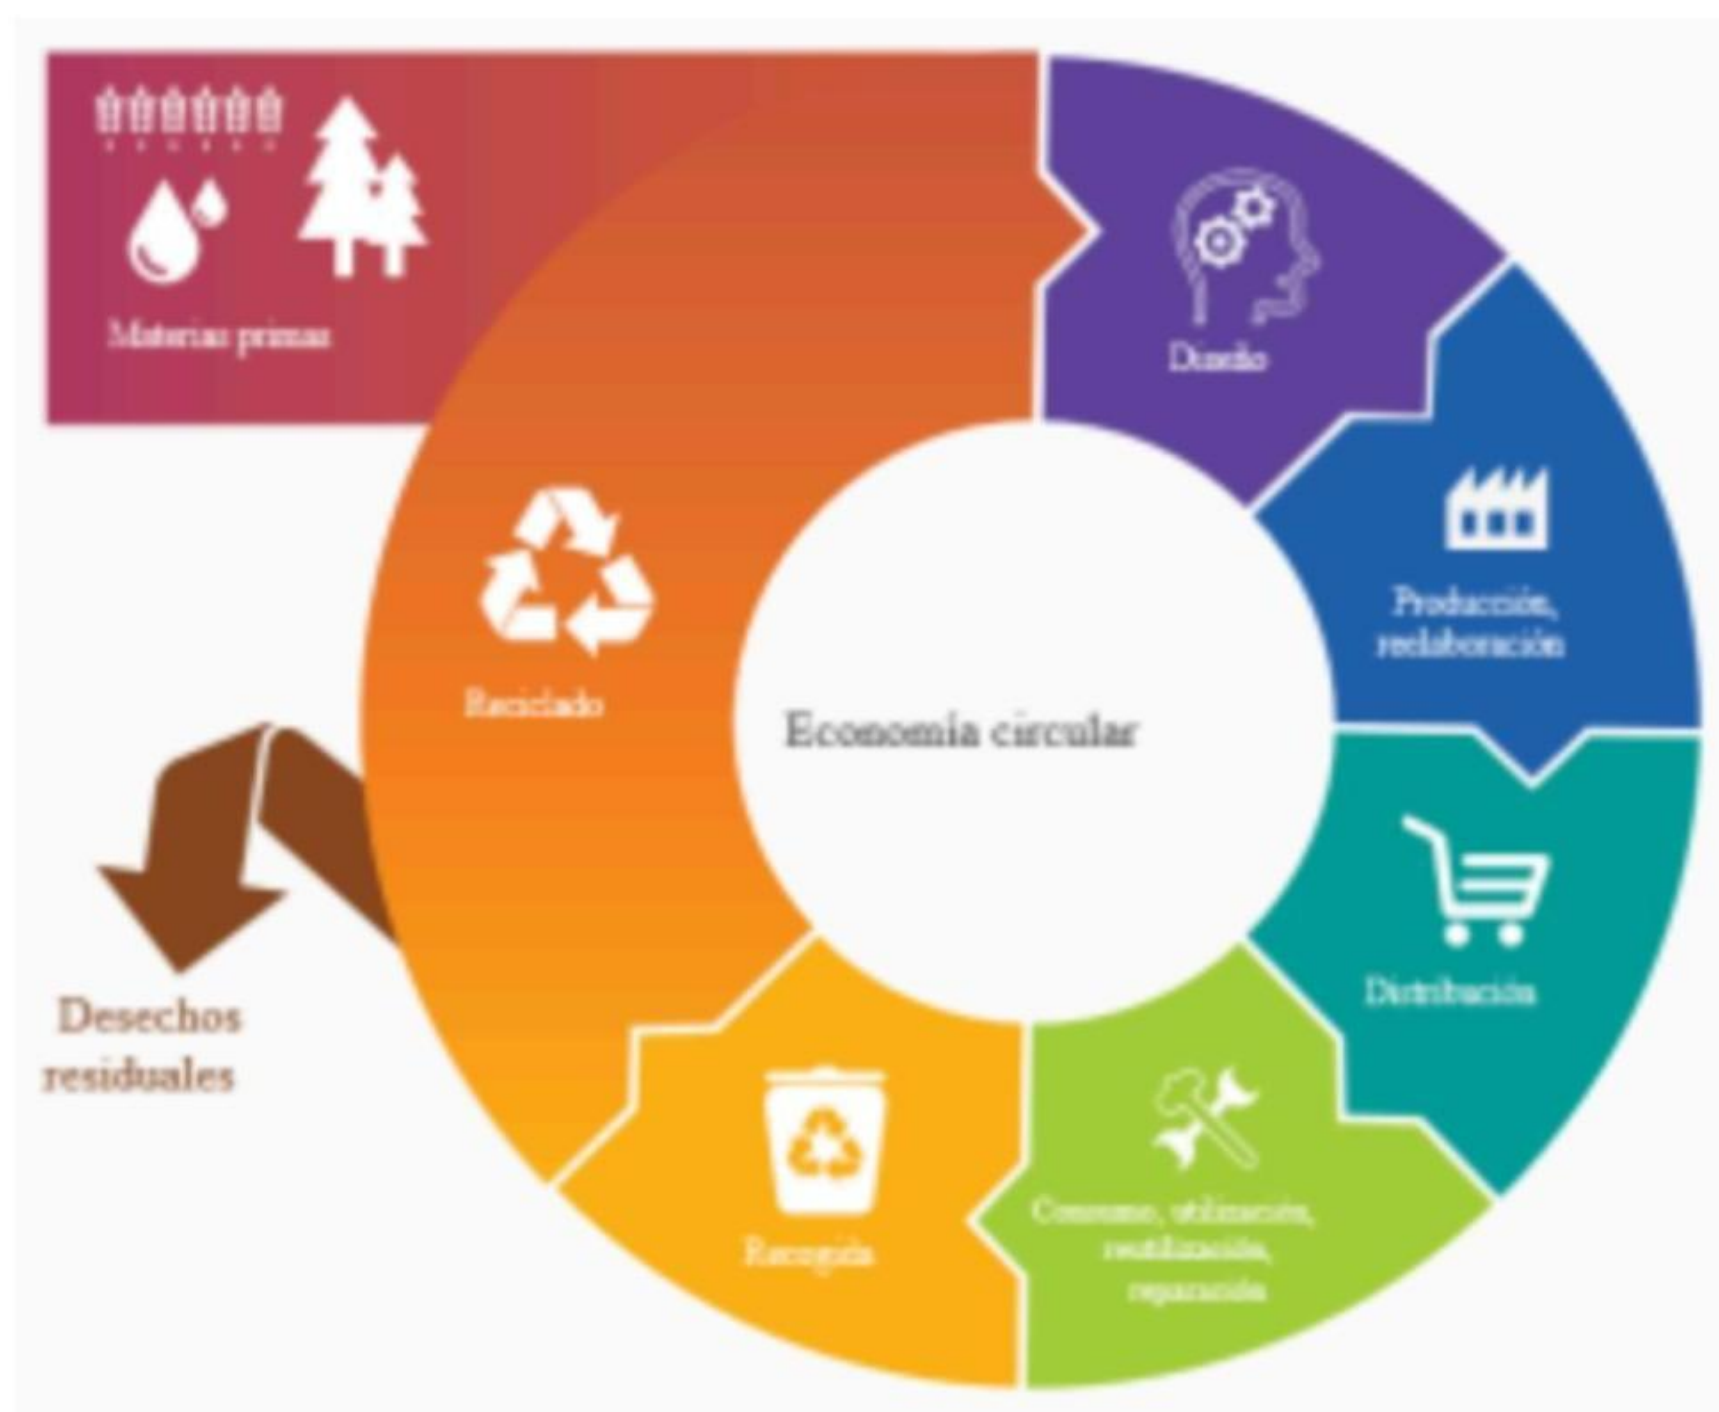 Materias primas
Diseño
Producción,
reelaboración
Distribución
Consumo, utilización,
reutilización,
reparación
Recogida
Reciclado
Desechos
residuales
Economía circular